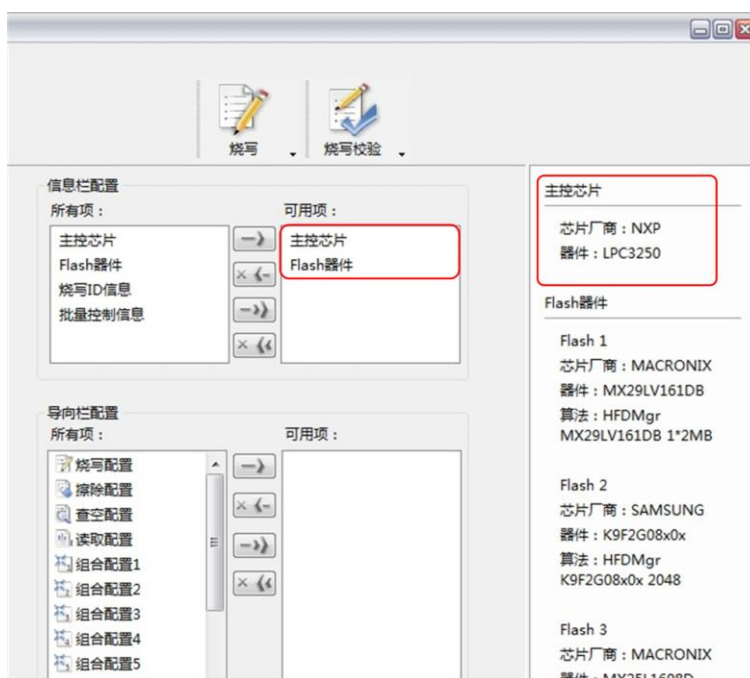 烧写
烧写校验
信息栏配置
所有项：
可用项：
主控芯片
Flash器件
烧写ID信息
批量控制信息
主控芯片
Flash器件
导向栏配置
所有项：
可用项：
烧写配置
擦除配置
查空配置
读取配置
组合配置1
组合配置2
组合配置3
组合配置4
组合配置5
主控芯片
芯片厂商：NXP
器件：LPC3250
Flash器件
Flash 1
芯片厂商：MACRONIX
器件：MX29LV161DB
算法：HFDMgr
MX29LV161DB 1*2MB
Flash 2
芯片厂商：SAMSUNG
器件：K9F2G08x0x
算法：HFDMgr
K9F2G08x0x 2048
Flash 3
芯片厂商：MACRONIX
器件：MX25L1608D